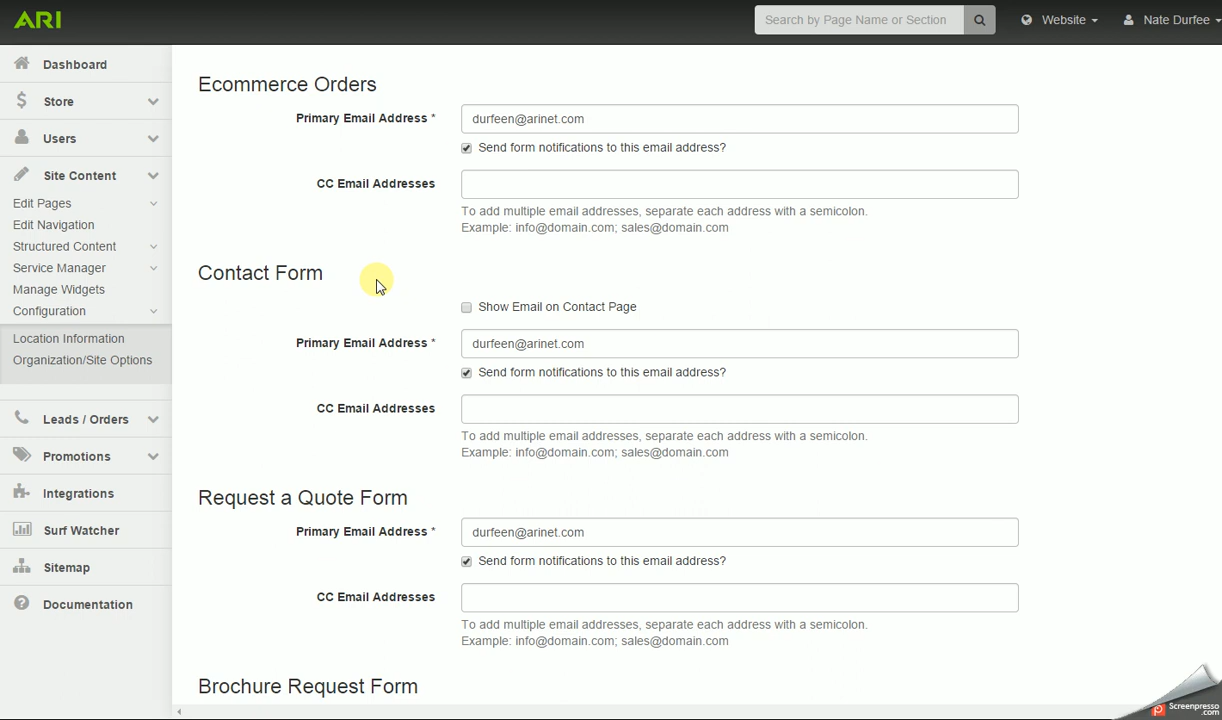 ARI
Search by Page Name or Section
Website
Nate Durfee
Dashboard
Store
Users
Site Content
Edit Pages
Edit Navigation
Structured Content
Service Manager
Manage Widgets
Configuration
Location Information
Organization/Site Options
Leads / Orders
Promotions
Integrations
Surf Watcher
Sitemap
Documentation
Ecommerce Orders
Primary Email Address *
durfeen@arinet.com
Send form notifications to this email address?
CC Email Addresses
To add multiple email addresses, separate each address with a semicolon.
Example: info@domain.com; sales@domain.com
Contact Form
Show Email on Contact Page
Primary Email Address *
durfeen@arinet.com
Send form notifications to this email address?
CC Email Addresses
To add multiple email addresses, separate each address with a semicolon.
Example: info@domain.com; sales@domain.com
Request a Quote Form
Primary Email Address *
durfeen@arinet.com
Send form notifications to this email address?
CC Email Addresses
To add multiple email addresses, separate each address with a semicolon.
Example: info@domain.com; sales@domain.com
Brochure Request Form
Screenpresso
.com